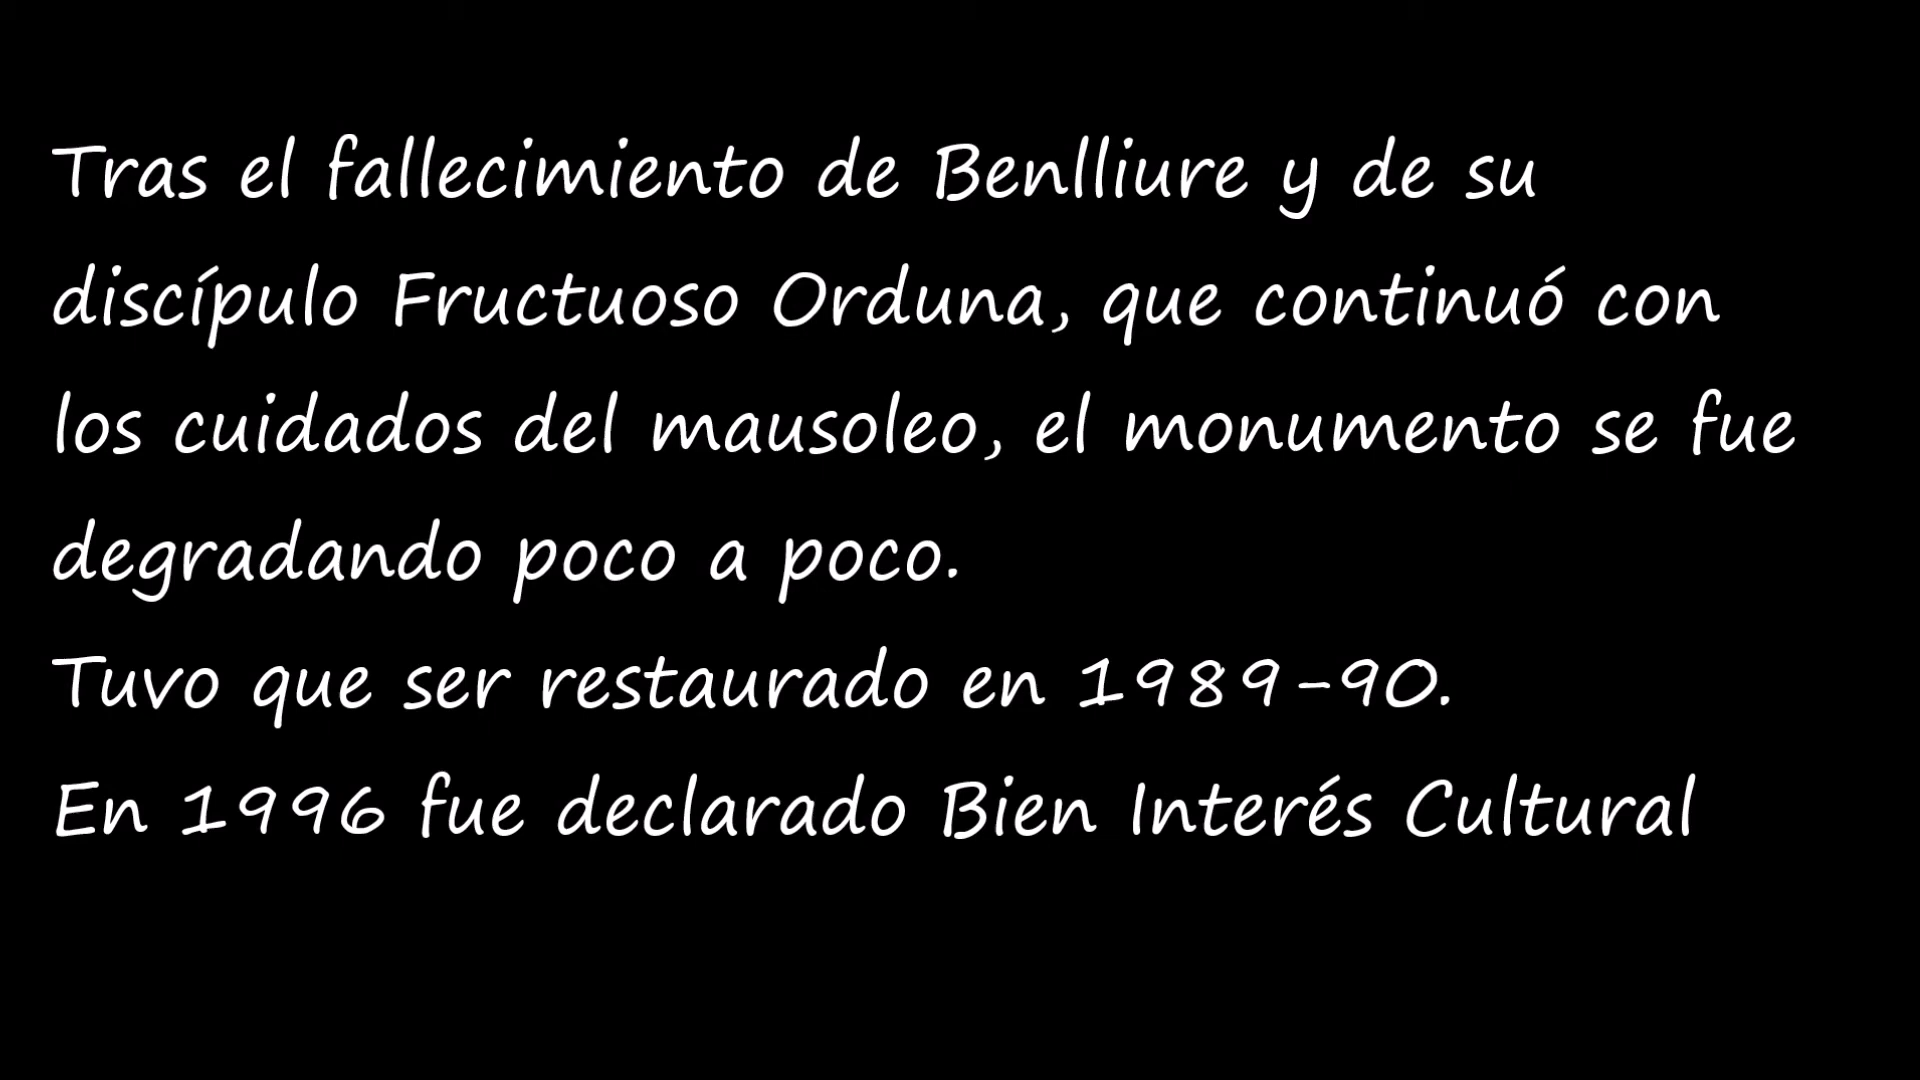 Tras el fallecimiento de Benlliure y de su
discípulo Fructuoso Orduna, que continuó con
los cuidados del mausoleo, el monumento se fue
degradando poco a poco.
Tuvo que ser restaurado en 1989-90.
En 1996 fue declarado Bien Interés Cultural